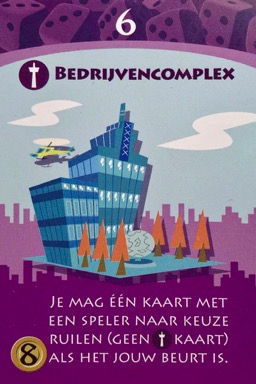 6
BEDRIJVENCOMPLEX
JE MAG ÉÉN KAART MET
EEN SPELER NAAR KEUZE
RUILEN (GEEN KAART)
ALS HET JOUW BEURT IS.
8